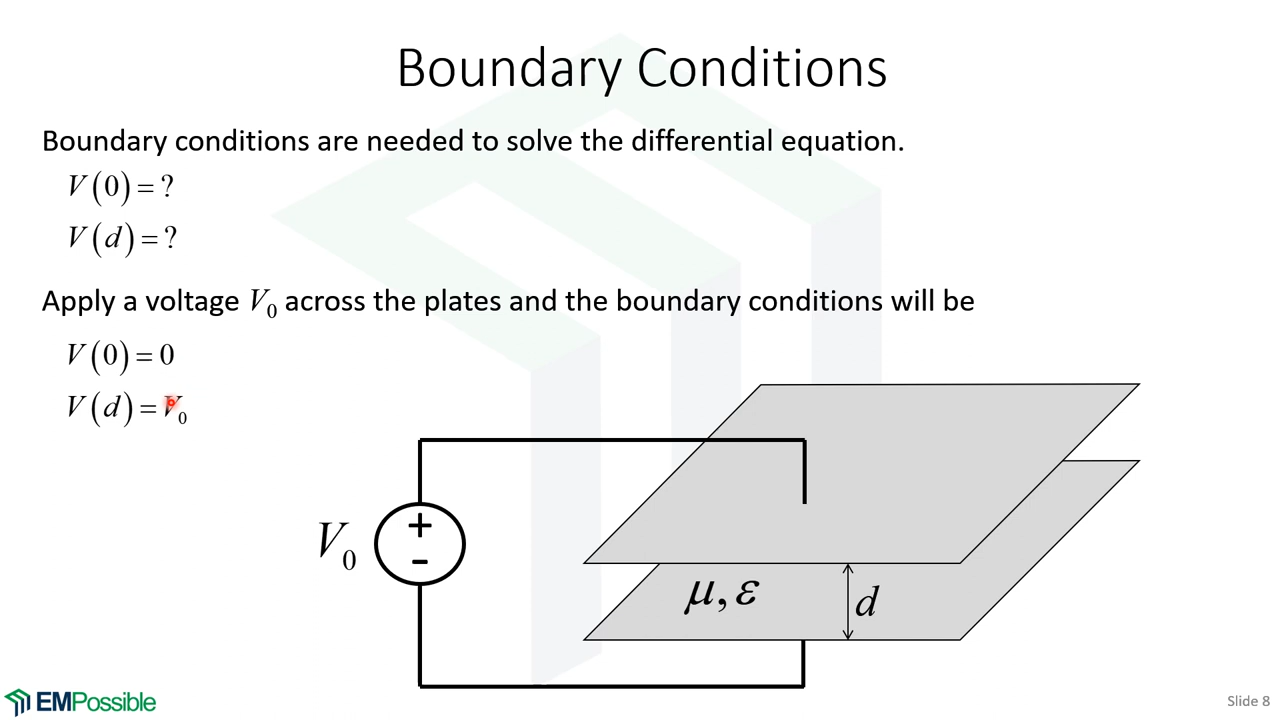 Boundary Conditions
Boundary conditions are needed to solve the differential equation.
V(0) = ?
V(d) = ?
Apply a voltage V₀ across the plates and the boundary conditions will be
V(0) = 0
V(d) = V₀
V₀
+
-
μ, ε
d
EMPossible
Slide 8